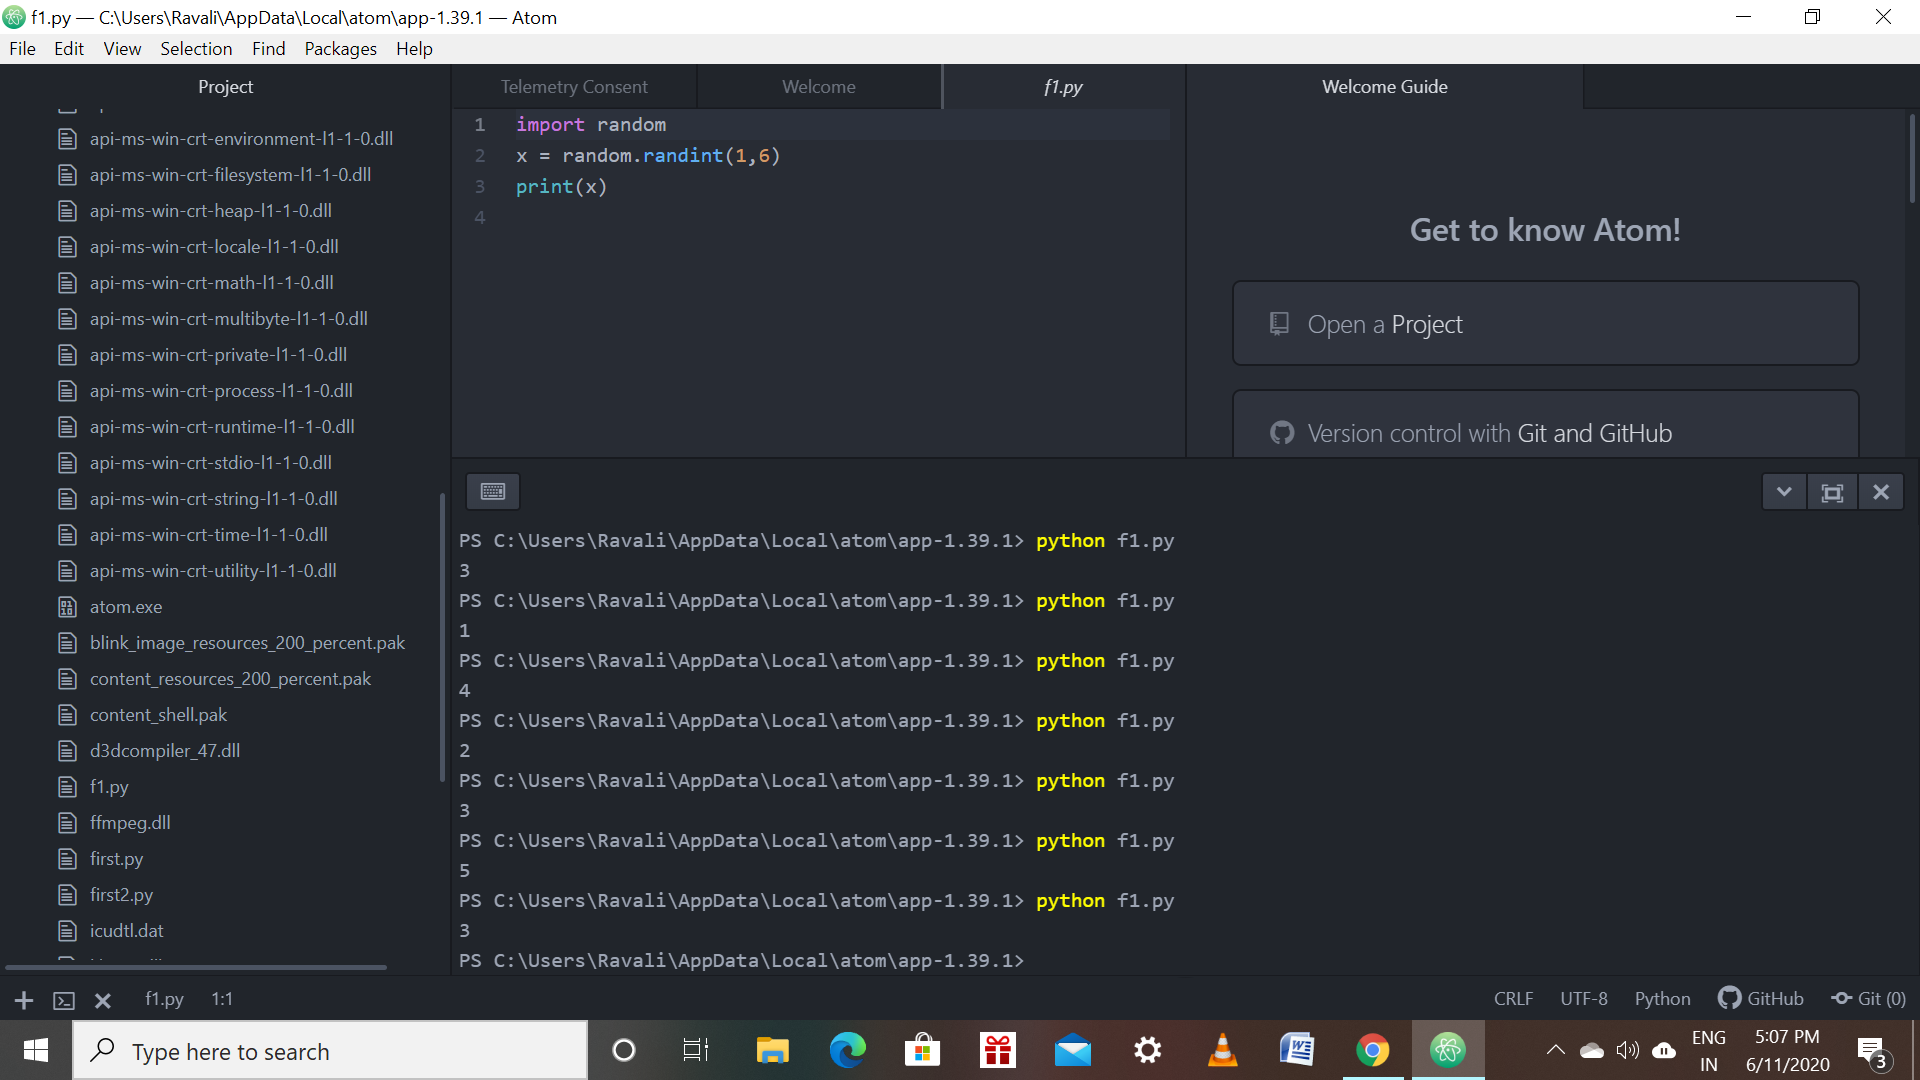 f1.py — C:\Users\Ravali\AppData\Local\atom\app-1.39.1 — Atom
File Edit View Selection Find Packages Help
Project
api-ms-win-crt-environment-l1-1-0.dll
api-ms-win-crt-filesystem-l1-1-0.dll
api-ms-win-crt-heap-l1-1-0.dll
api-ms-win-crt-locale-l1-1-0.dll
api-ms-win-crt-math-l1-1-0.dll
api-ms-win-crt-multibyte-l1-1-0.dll
api-ms-win-crt-private-l1-1-0.dll
api-ms-win-crt-process-l1-1-0.dll
api-ms-win-crt-runtime-l1-1-0.dll
api-ms-win-crt-stdio-l1-1-0.dll
api-ms-win-crt-string-l1-1-0.dll
api-ms-win-crt-time-l1-1-0.dll
api-ms-win-crt-utility-l1-1-0.dll
atom.exe
blink_image_resources_200_percent.pak
content_resources_200_percent.pak
content_shell.pak
d3dcompiler_47.dll
f1.py
ffmpeg.dll
first.py
first2.py
icudtl.dat
Telemetry Consent Welcome f1.py Welcome Guide
1 import random
2 x = random.randint(1,6)
3 print(x)
4
Get to know Atom!
Open a Project
Version control with Git and GitHub
PS C:\Users\Ravali\AppData\Local\atom\app-1.39.1> python f1.py
3
PS C:\Users\Ravali\AppData\Local\atom\app-1.39.1> python f1.py
1
PS C:\Users\Ravali\AppData\Local\atom\app-1.39.1> python f1.py
4
PS C:\Users\Ravali\AppData\Local\atom\app-1.39.1> python f1.py
2
PS C:\Users\Ravali\AppData\Local\atom\app-1.39.1> python f1.py
3
PS C:\Users\Ravali\AppData\Local\atom\app-1.39.1> python f1.py
5
PS C:\Users\Ravali\AppData\Local\atom\app-1.39.1> python f1.py
3
PS C:\Users\Ravali\AppData\Local\atom\app-1.39.1>
f1.py 1:1 CRLF UTF-8 Python GitHub Git (0)
Type here to search
ENG
IN
5:07 PM
6/11/2020
3